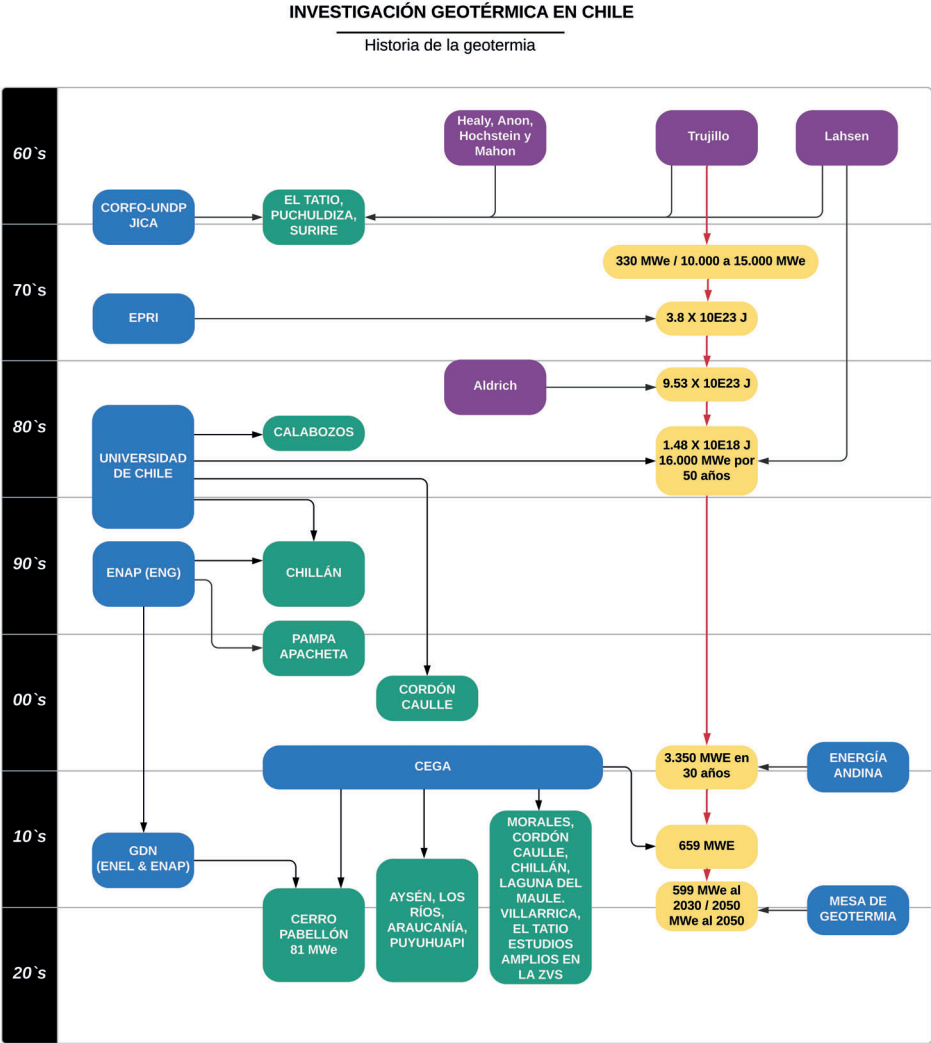 INVESTIGACIÓN GEOTÉRMICA EN CHILE
Historia de la geotermia
60`s
Healy, Anon,
Hochstein y
Mahon
Trujillo
Lahsen
CORFO-UNDP
JICA
EL TATIO,
PUCHULDIZA,
SURIRE
70`s
330 MWe / 10.000 a 15.000 MWe
EPRI
3.8 X 10E23 J
80`s
Aldrich
9.53 X 10E23 J
UNIVERSIDAD
DE CHILE
CALABOZOS
1.48 X 10E18 J
16.000 MWe por
50 años
90`s
ENAP (ENG)
CHILLÁN
PAMPA
APACHETA
00`s
CORDÓN
CAULLE
CEGA
3.350 MWE en
30 años
ENERGÍA
ANDINA
10`s
GDN
(ENEL & ENAP)
659 MWE
CERRO
PABELLÓN
81 MWe
AYSÉN, LOS
RÍOS,
ARAUCANÍA,
PUYUHUAPI
MORALES,
CORDÓN
CAULLE,
CHILLÁN,
LAGUNA DEL
MAULE.
VILLARRICA,
EL TATIO
ESTUDIOS
AMPLIOS EN
LA ZVS
599 MWe al
2030 / 2050
MWe al 2050
MESA DE
GEOTERMIA
20`s